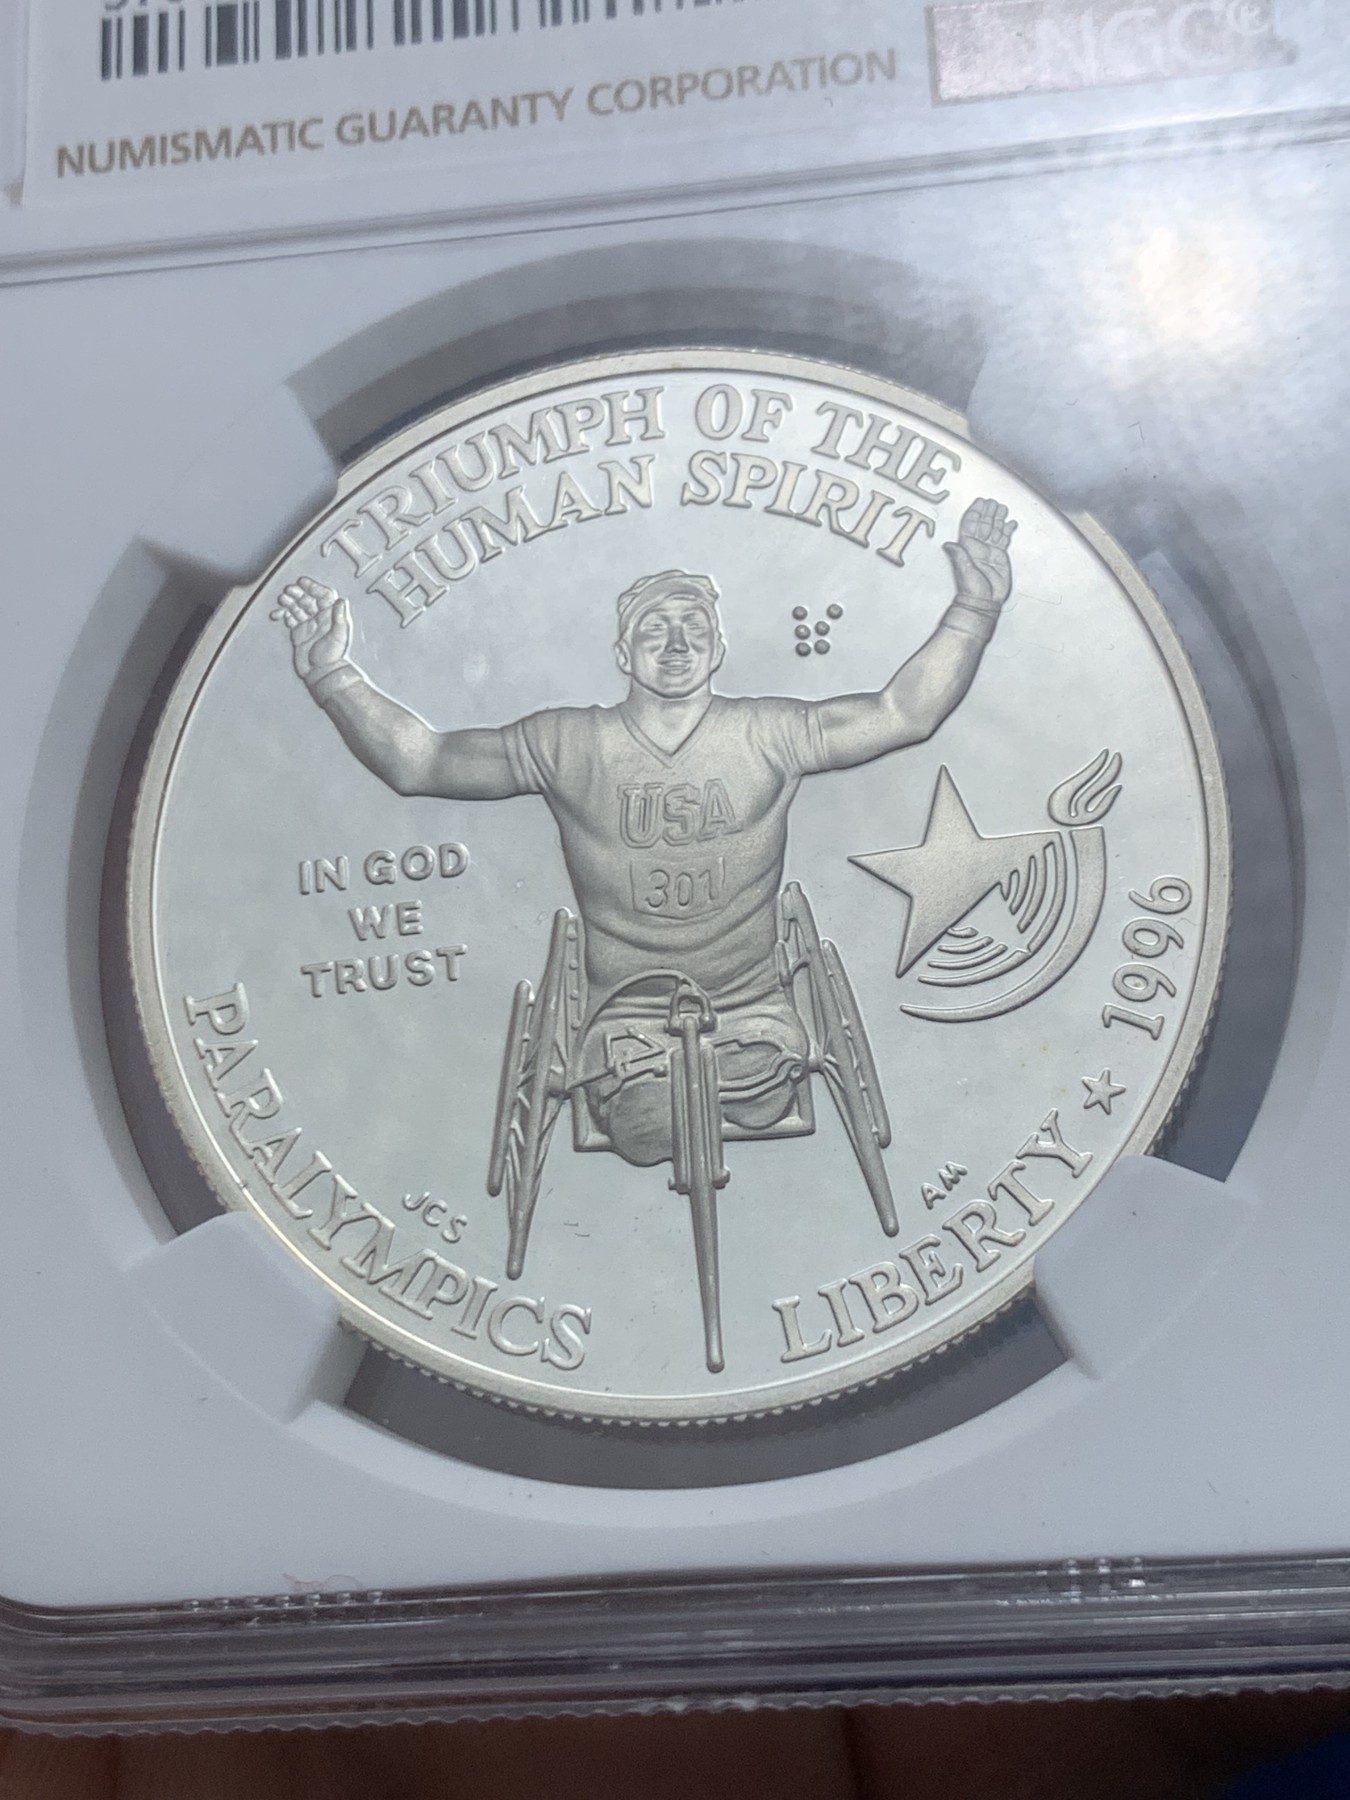 NUMISMATIC GUARANTY CORPORATION
NGC
TRIUMPH OF THE
HUMAN SPIRIT
USA
301
IN GOD
WE
TRUST
PARALYMPICS
JCS
AM
LIBERTY ★ 1996